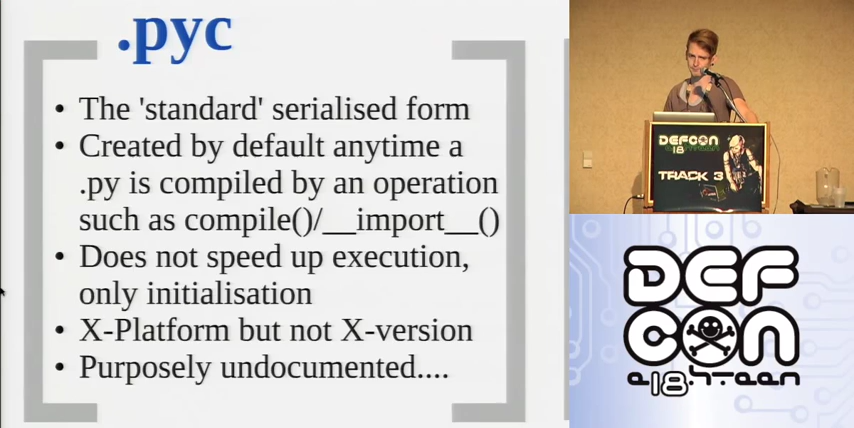 .pyc
• The 'standard' serialised form
• Created by default anytime a
.py is compiled by an operation
such as compile()/__import__()
• Does not speed up execution,
only initialisation
• X-Platform but not X-version
• Purposely undocumented....
DEFCON
18
TRACK 3
DEF
CON
e18hteen